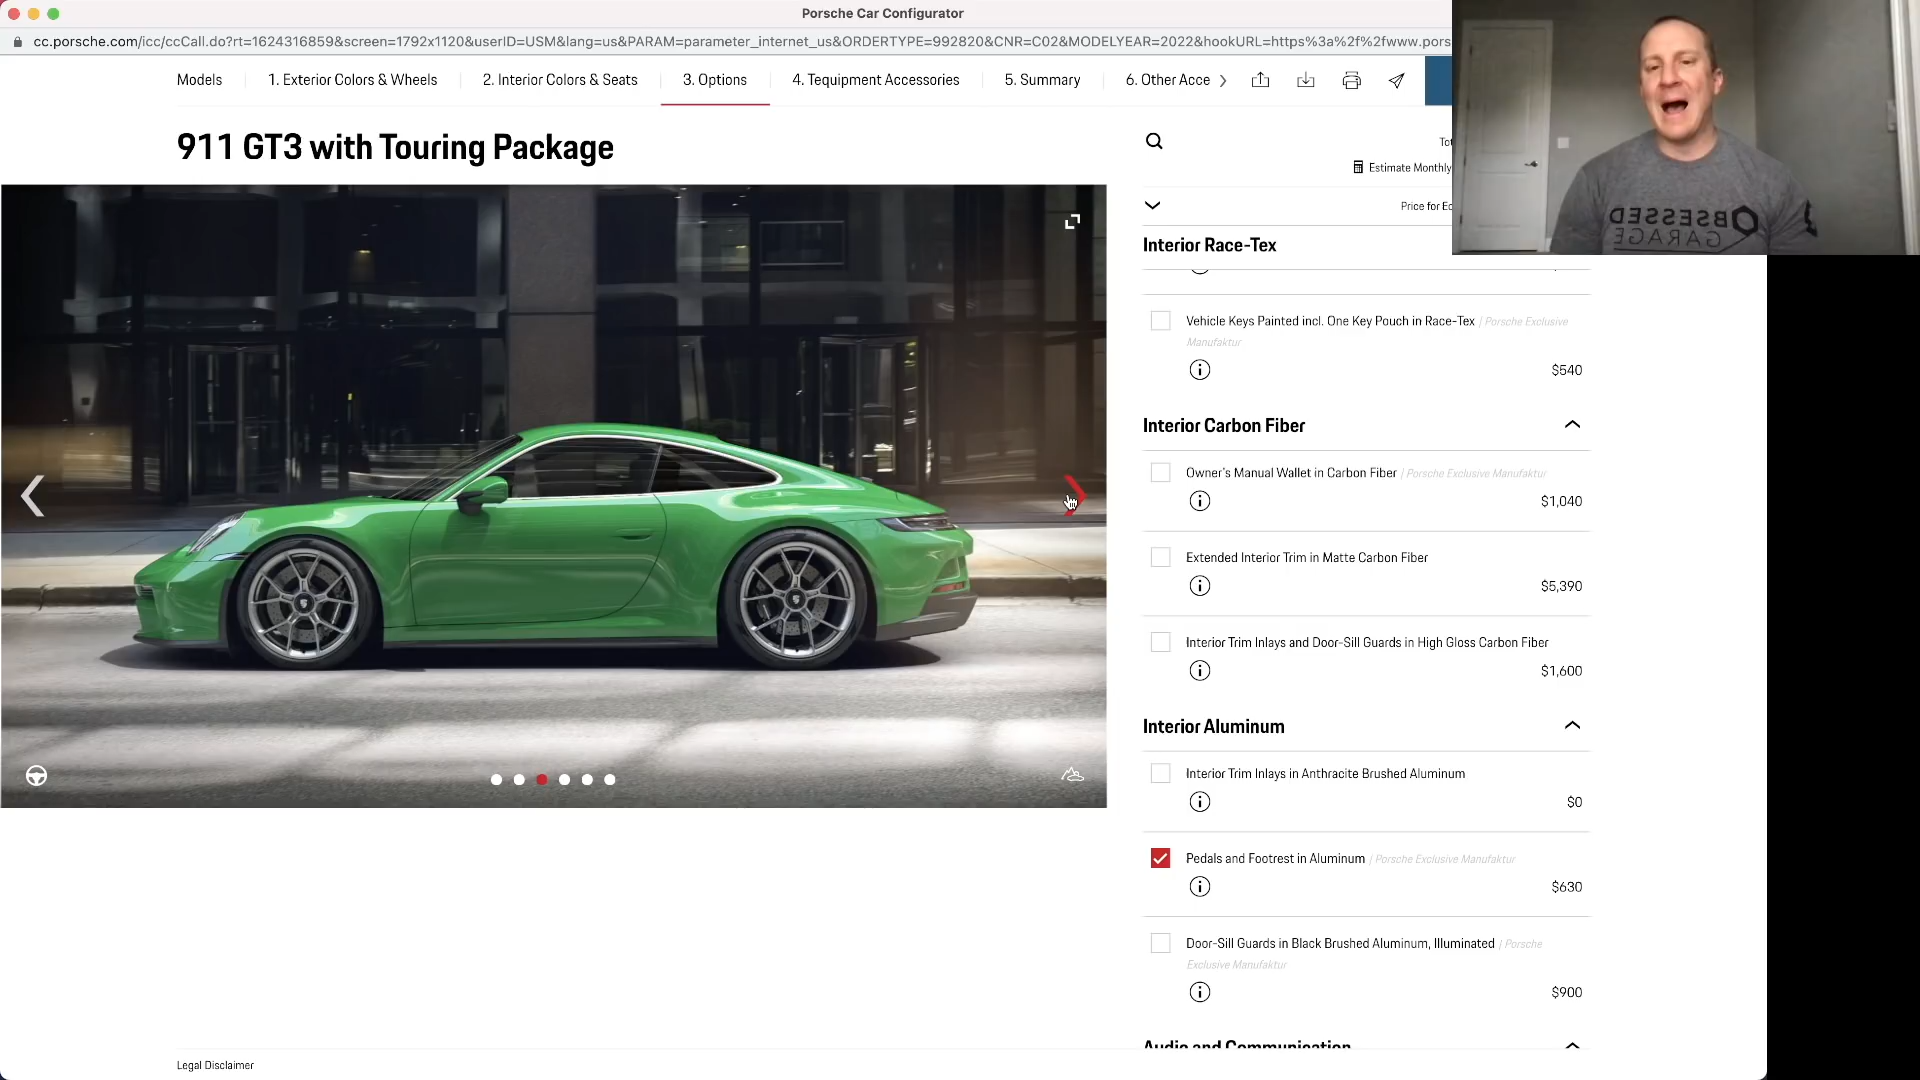 Porsche Car Configurator
cc.porsche.com/icc/ccCall.do?rt=1624316859&screen=1792x1120&userID=USM&lang=us&PARAM=parameter_internet_us&ORDERTYPE=992820&CNR=C02&MODELYEAR=2022&hookURL=https%3a%2f%2fwww.pors
Models
1. Exterior Colors & Wheels
2. Interior Colors & Seats
3. Options
4. Tequipment Accessories
5. Summary
6. Other Acce
911 GT3 with Touring Package
Tot
Estimate Monthly
Price for Ec
OBSESSED
GARAGE
Interior Race-Tex
Vehicle Keys Painted incl. One Key Pouch in Race-Tex | Porsche Exclusive
Manufaktur
$540
Interior Carbon Fiber
Owner's Manual Wallet in Carbon Fiber | Porsche Exclusive Manufaktur
$1,040
Extended Interior Trim in Matte Carbon Fiber
$5,390
Interior Trim Inlays and Door-Sill Guards in High Gloss Carbon Fiber
$1,600
Interior Aluminum
Interior Trim Inlays in Anthracite Brushed Aluminum
$0
Pedals and Footrest in Aluminum | Porsche Exclusive Manufaktur
$630
Door-Sill Guards in Black Brushed Aluminum, Illuminated | Porsche
Exclusive Manufaktur
$900
Audio and Communication
Legal Disclaimer